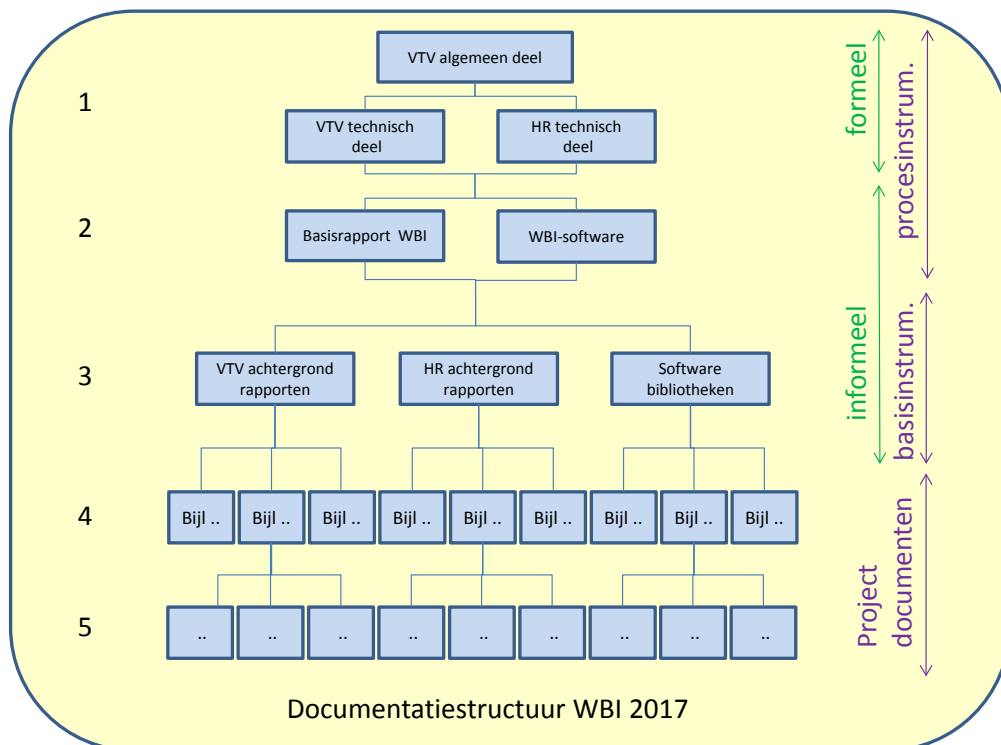 VTV algemeen deel
1
VTV technisch
deel
HR technisch
deel
2
Basisrapport WBI
WBI-software
3
VTV achtergrond
rapporten
HR achtergrond
rapporten
Software
bibliotheken
4
Bijl ..
Bijl ..
Bijl ..
Bijl ..
Bijl ..
Bijl ..
Bijl ..
Bijl ..
Bijl ..
5
..
..
..
..
..
..
..
..
..
formeel
informeel
procesinstrum.
basisinstrum.
Project
documenten
Documentatiestructuur WBI 2017